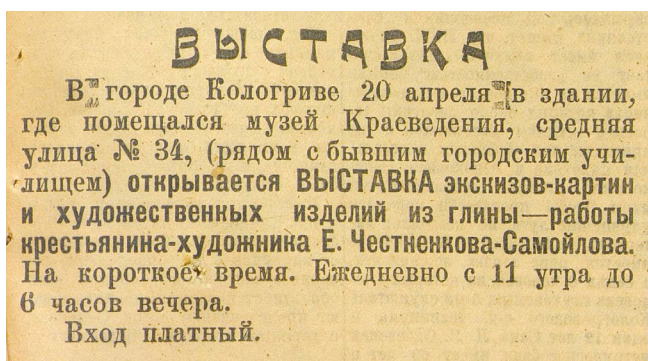 ВЫСТАВКА
В городе Кологриве 20 апреля в здании,
где помещался музей Краеведения, средняя
улица № 34, (рядом с бывшим городским учи-
лищем) открывается ВЫСТАВКА экскизов-картин
и художественных изделий из глины—работы
крестьянина-художника Е. Честненкова-Самойлова.
На короткое время. Ежедневно с 11 утра до
6 часов вечера.
Вход платный.